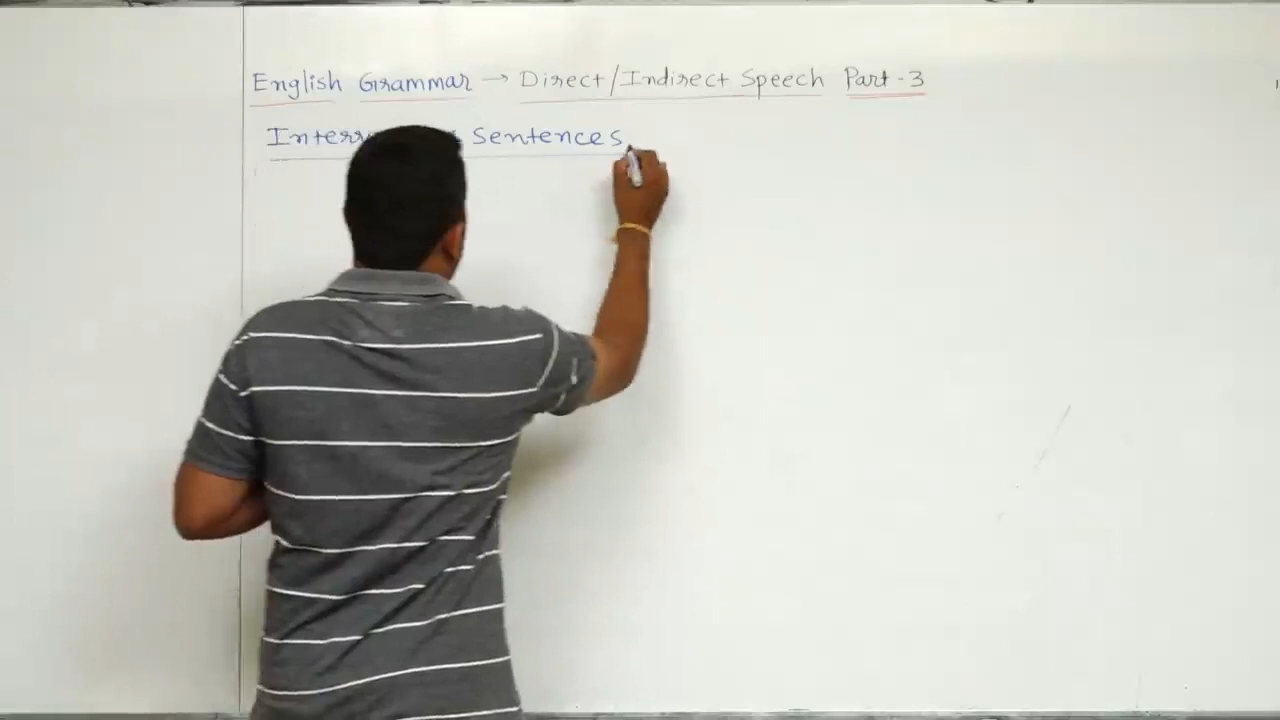 English Grammar → Direct/Indirect Speech Part-3
Sentences